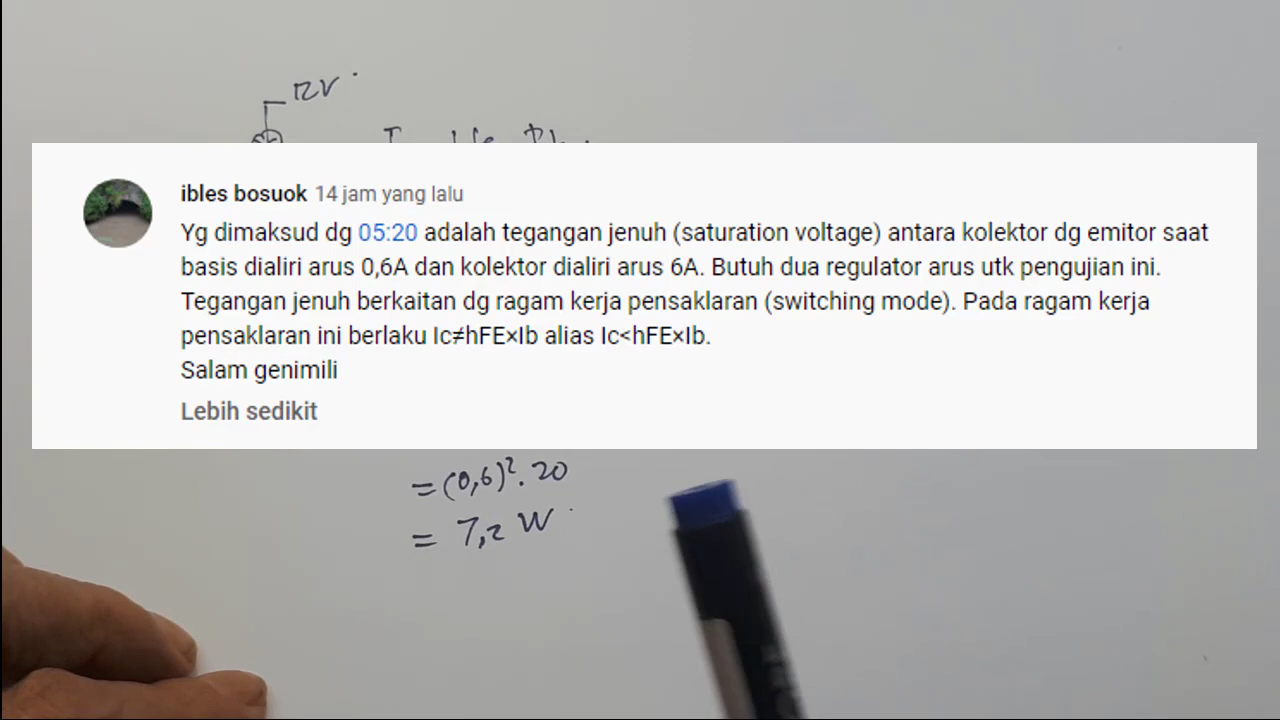 12V
ibles bosuok 14 jam yang lalu
Yg dimaksud dg 05:20 adalah tegangan jenuh (saturation voltage) antara kolektor dg emitor saat
basis dialiri arus 0,6A dan kolektor dialiri arus 6A. Butuh dua regulator arus utk pengujian ini.
Tegangan jenuh berkaitan dg ragam kerja pensaklaran (switching mode). Pada ragam kerja
pensaklaran ini berlaku Ic≠hFE×Ib alias Ic<hFE×Ib.
Salam genimili
Lebih sedikit
=(0,6)². 20
= 7,2 W